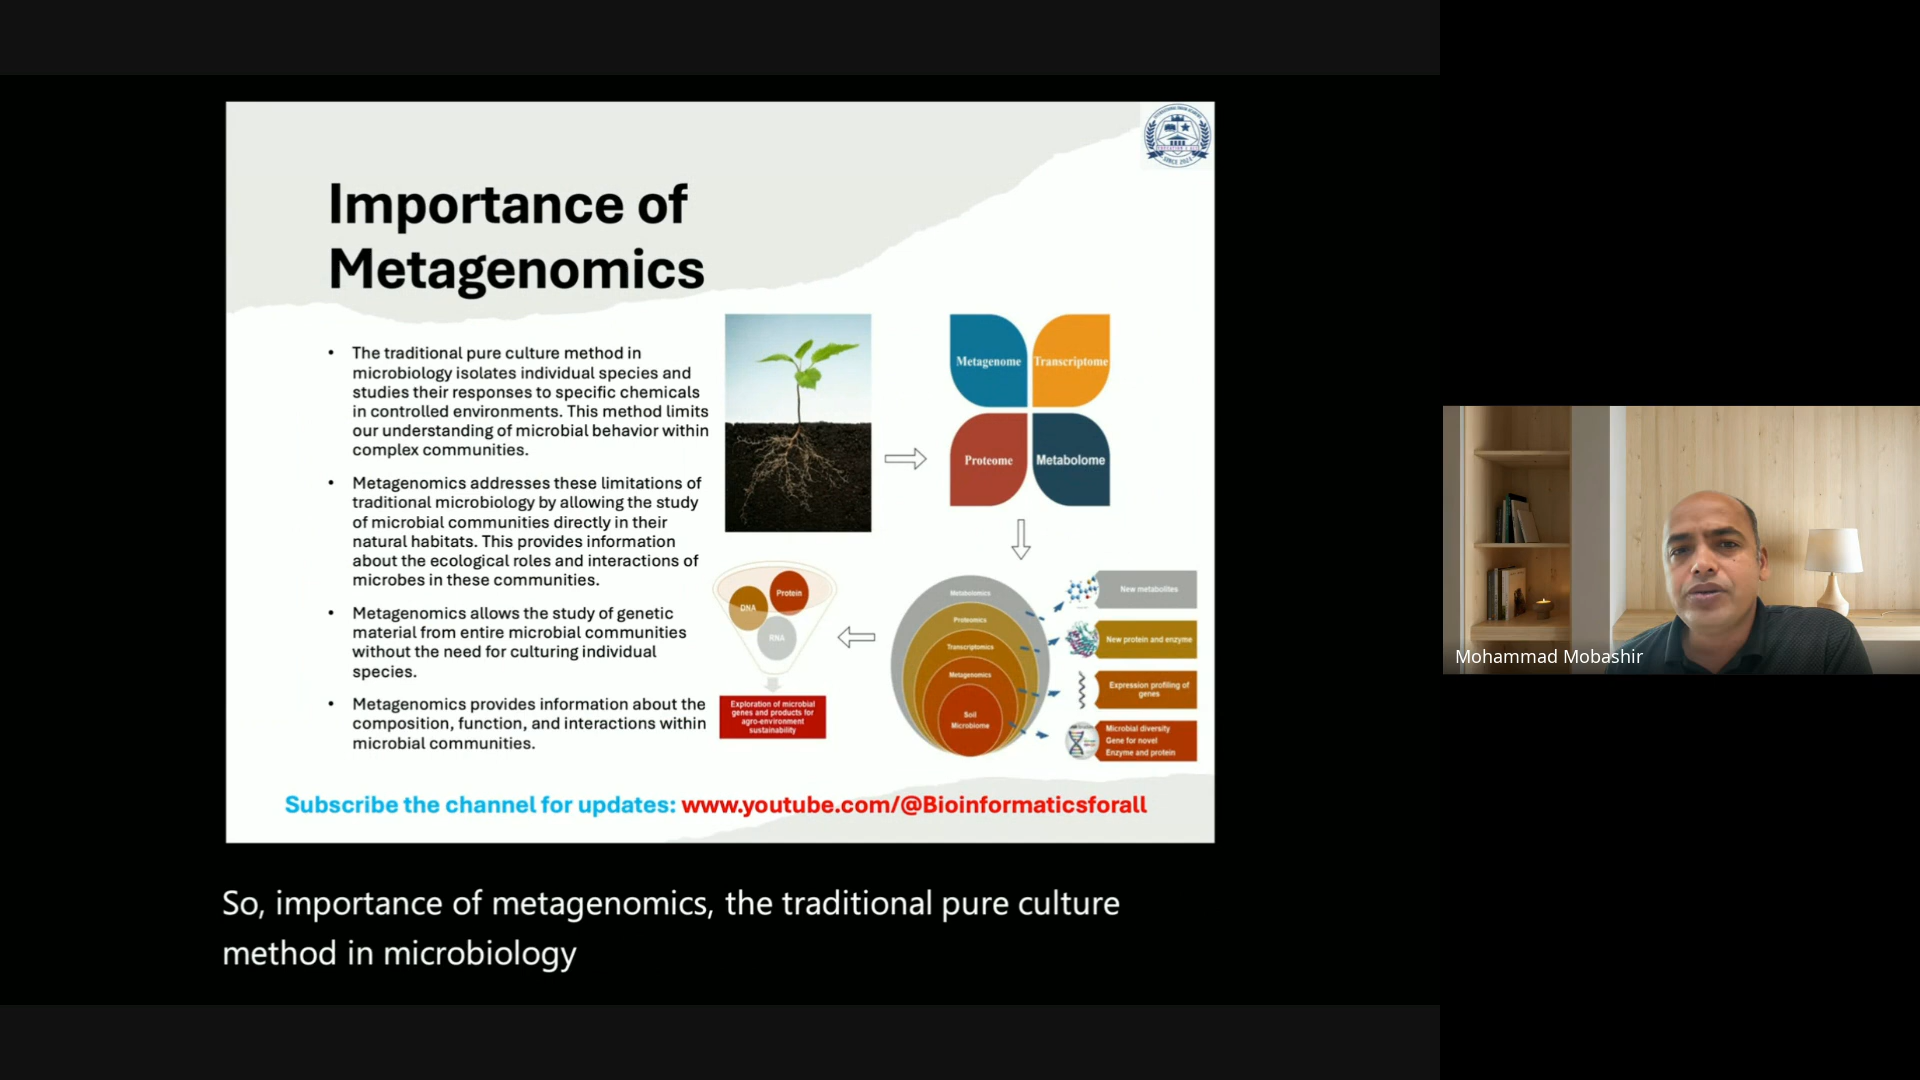 Importance of
Metagenomics
• The traditional pure culture method in
microbiology isolates individual species and
studies their responses to specific chemicals
in controlled environments. This method limits
our understanding of microbial behavior within
complex communities.
• Metagenomics addresses these limitations of
traditional microbiology by allowing the study
of microbial communities directly in their
natural habitats. This provides information
about the ecological roles and interactions of
microbes in these communities.
• Metagenomics allows the study of genetic
material from entire microbial communities
without the need for culturing individual
species.
• Metagenomics provides information about the
composition, function, and interactions within
microbial communities.
Metagenome
Transcriptome
Proteome
Metabolome
Metabolomics
Proteomics
Transcriptomics
Metagenomics
Soil
Microbiome
New metabolites
New protein and enzyme
Expression profiling of
genes
Microbial diversity
Gene for novel
Enzyme and protein
Protein
DNA
RNA
Exploration of microbial
genes and products for
agro-environment
sustainability
Subscribe the channel for updates: www.youtube.com/@Bioinformaticsforall
So, importance of metagenomics, the traditional pure culture
method in microbiology
Mohammad Mobashir